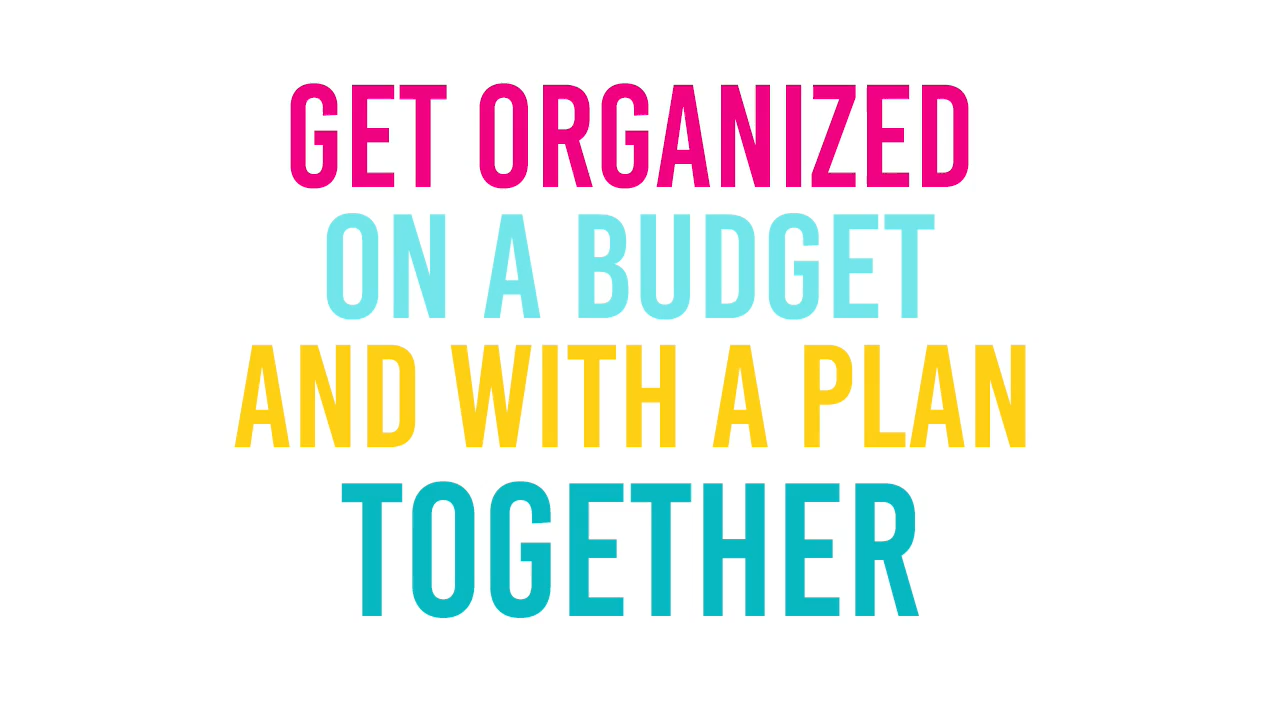 GET ORGANIZED
ON A BUDGET
AND WITH A PLAN
TOGETHER